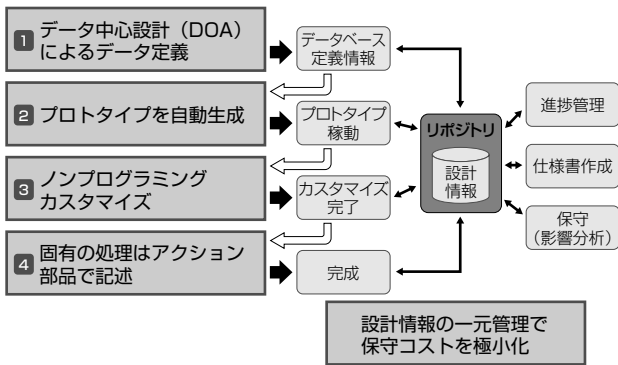 1 データ中心設計（DOA）
によるデータ定義
データベース
定義情報
2 プロトタイプを自動生成
プロトタイプ
稼動
3 ノンプログラミング
カスタマイズ
カスタマイズ
完了
4 固有の処理はアクション
部品で記述
完成
リポジトリ
設計
情報
進捗管理
仕様書作成
保守
（影響分析）
設計情報の一元管理で
保守コストを極小化